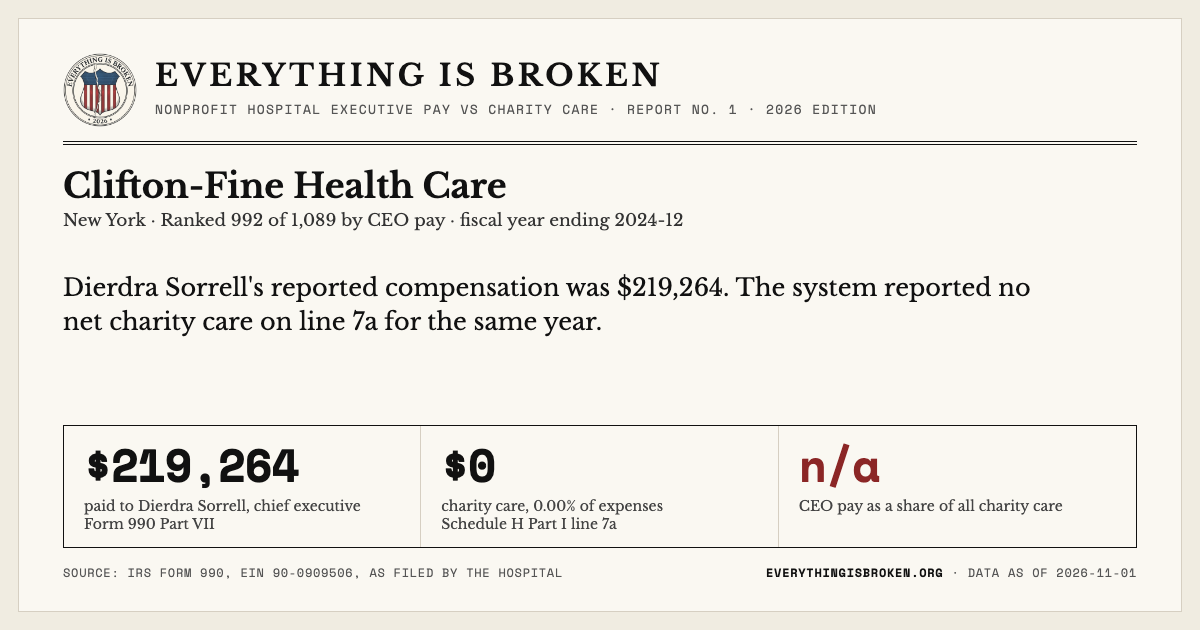 EVERYTHING IS BROKEN
• 2026 •
EVERYTHING IS BROKEN
NONPROFIT HOSPITAL EXECUTIVE PAY VS CHARITY CARE · REPORT NO. 1 · 2026 EDITION
Clifton-Fine Health Care
New York · Ranked 992 of 1,089 by CEO pay · fiscal year ending 2024-12
Dierdra Sorrell's reported compensation was $219,264. The system reported no
net charity care on line 7a for the same year.
$219,264
paid to Dierdra Sorrell, chief executive
Form 990 Part VII
$0
charity care, 0.00% of expenses
Schedule H Part I line 7a
n/a
CEO pay as a share of all charity care
SOURCE: IRS FORM 990, EIN 90-0909506, AS FILED BY THE HOSPITAL
EVERYTHINGISBROKEN.ORG · DATA AS OF 2026-11-01